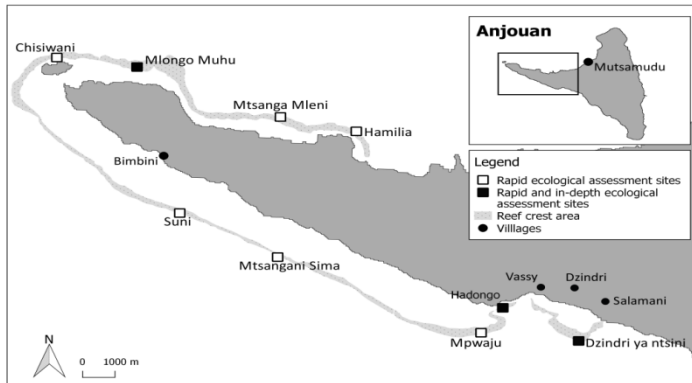 Anjouan
Mutsamudu
Chisiwani
Mlongo Muhu
Mtsanga Mleni
Hamilia
Bimbini
Suni
Mtsangani Sima
Vassy
Dzindri
Hadongo
Salamani
Mpwaju
Dzindri ya ntsini
Legend
Rapid ecological assessment sites
Rapid and in-depth ecological
assessment sites
Reef crest area
Villlages
N
0 1000 m